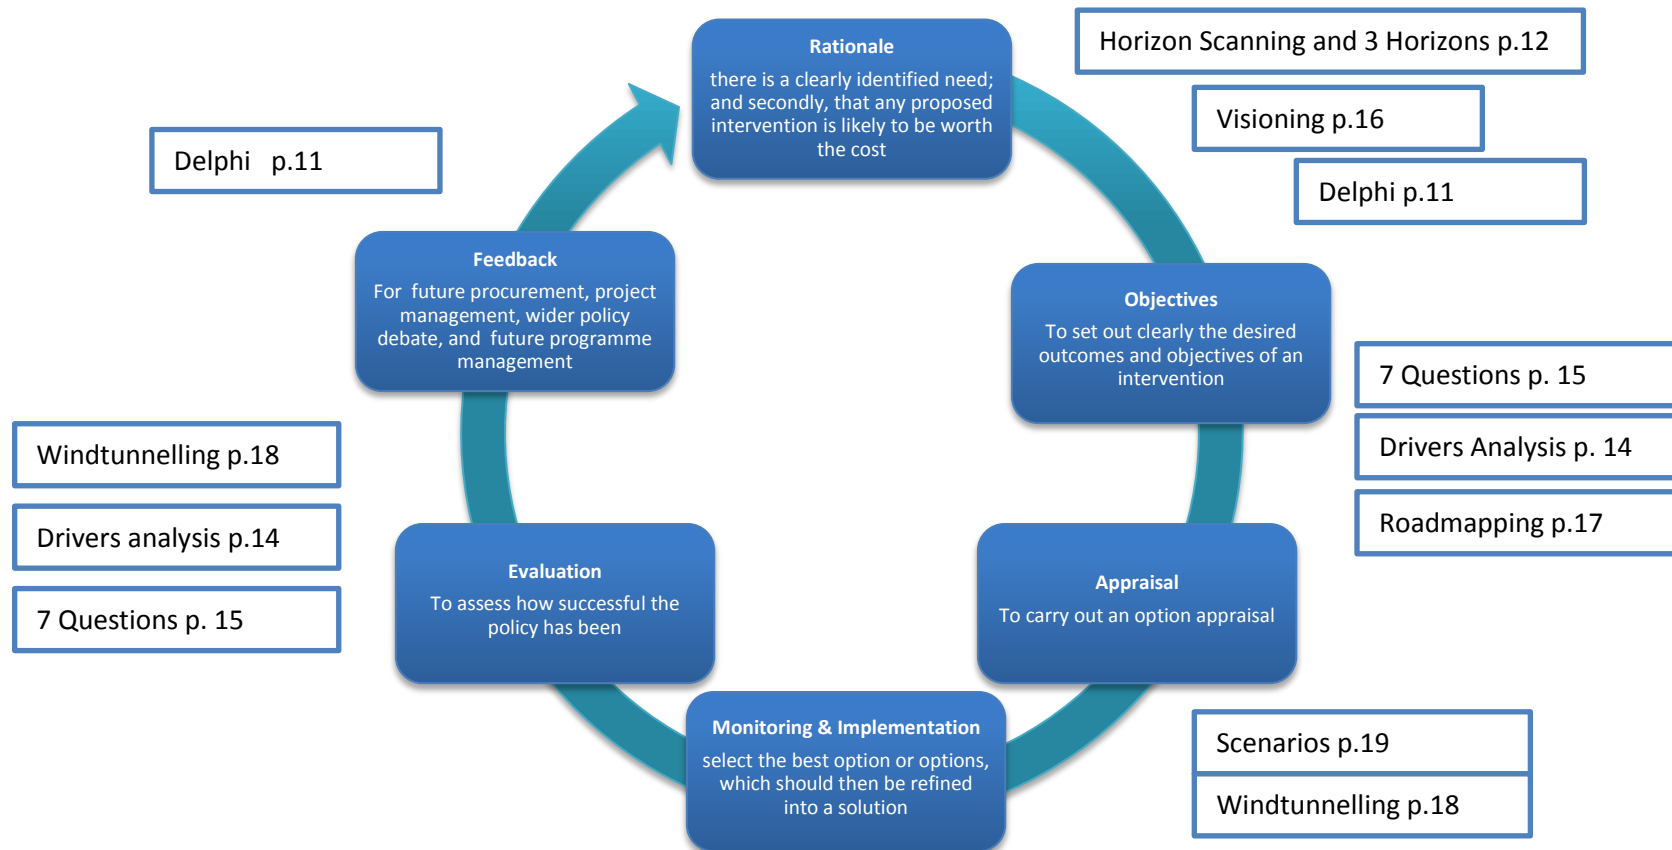 Rationale
there is a clearly identified need;
and secondly, that any proposed
intervention is likely to be worth
the cost
Horizon Scanning and 3 Horizons p.12
Visioning p.16
Delphi p.11
Objectives
To set out clearly the desired
outcomes and objectives of an
intervention
7 Questions p. 15
Drivers Analysis p. 14
Roadmapping p.17
Appraisal
To carry out an option appraisal
Scenarios p.19
Windtunnelling p.18
Monitoring & Implementation
select the best option or options,
which should then be refined
into a solution
Evaluation
To assess how successful the
policy has been
Windtunnelling p.18
Drivers analysis p.14
7 Questions p. 15
Feedback
For future procurement, project
management, wider policy
debate, and future programme
management
Delphi p.11